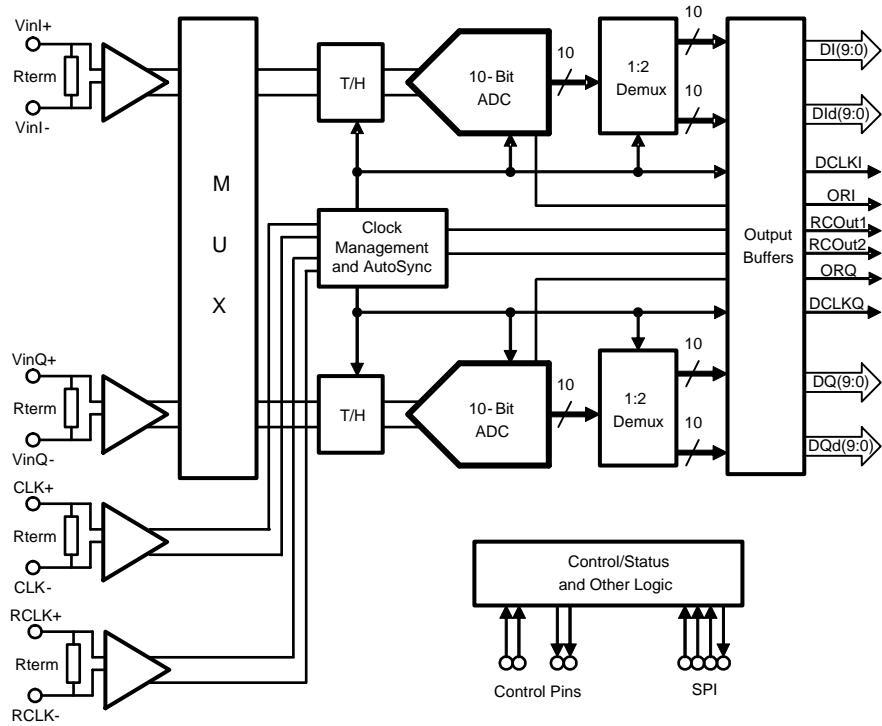 VinI+
Rterm
VinI-
M
U
X
T/H
10- Bit
ADC
10
1:2
Demux
10
10
DI(9:0)
DId(9:0)
DCLKI
ORI
RCOut1
RCOut2
ORQ
DCLKQ
DQ(9:0)
DQd(9:0)
Output
Buffers
Clock
Management
and AutoSync
VinQ+
Rterm
VinQ-
T/H
10- Bit
ADC
10
1:2
Demux
10
10
CLK+
Rterm
CLK-
RCLK+
Rterm
RCLK-
Control/Status
and Other Logic
Control Pins
SPI